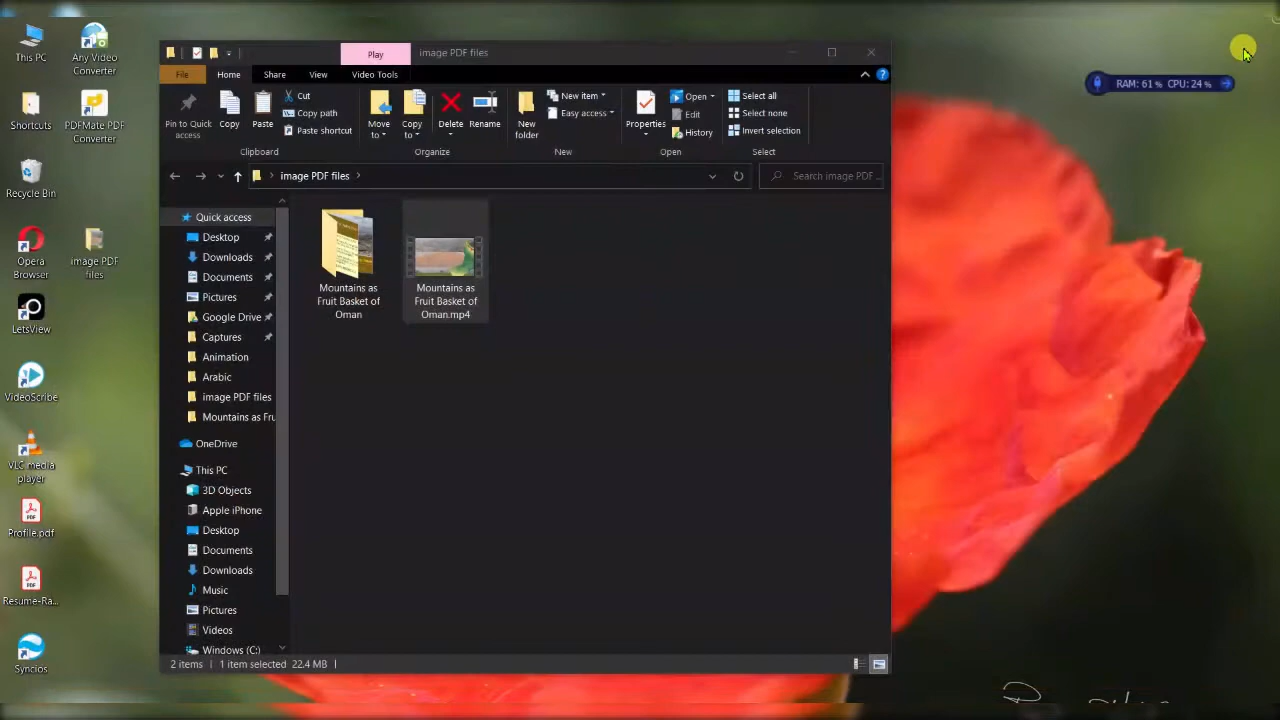 This PC
Any Video
Converter
Shortcuts
PDFMate PDF
Converter
Recycle Bin
Opera
Browser
image PDF
files
LetsView
VideoScribe
VLC media
player
Profile.pdf
Resume-Ra...
Syncios
Play
image PDF files
File
Home
Share
View
Video Tools
Pin to Quick
access
Copy
Paste
Cut
Copy path
Paste shortcut
Clipboard
Move
to
Copy
to
Delete
Rename
Organize
New
folder
New item
Easy access
New
Properties
Open
Edit
History
Open
Select all
Select none
Invert selection
Select
image PDF files
Search image PDF ...
Quick access
Desktop
Downloads
Documents
Pictures
Google Drive
Captures
Animation
Arabic
image PDF files
Mountains as Fru
OneDrive
This PC
3D Objects
Apple iPhone
Desktop
Documents
Downloads
Music
Pictures
Videos
Windows (C:)
Mountains as
Fruit Basket of
Oman
Mountains as
Fruit Basket of
Oman.mp4
2 items
1 item selected 22.4 MB
RAM: 61 % CPU: 24 %